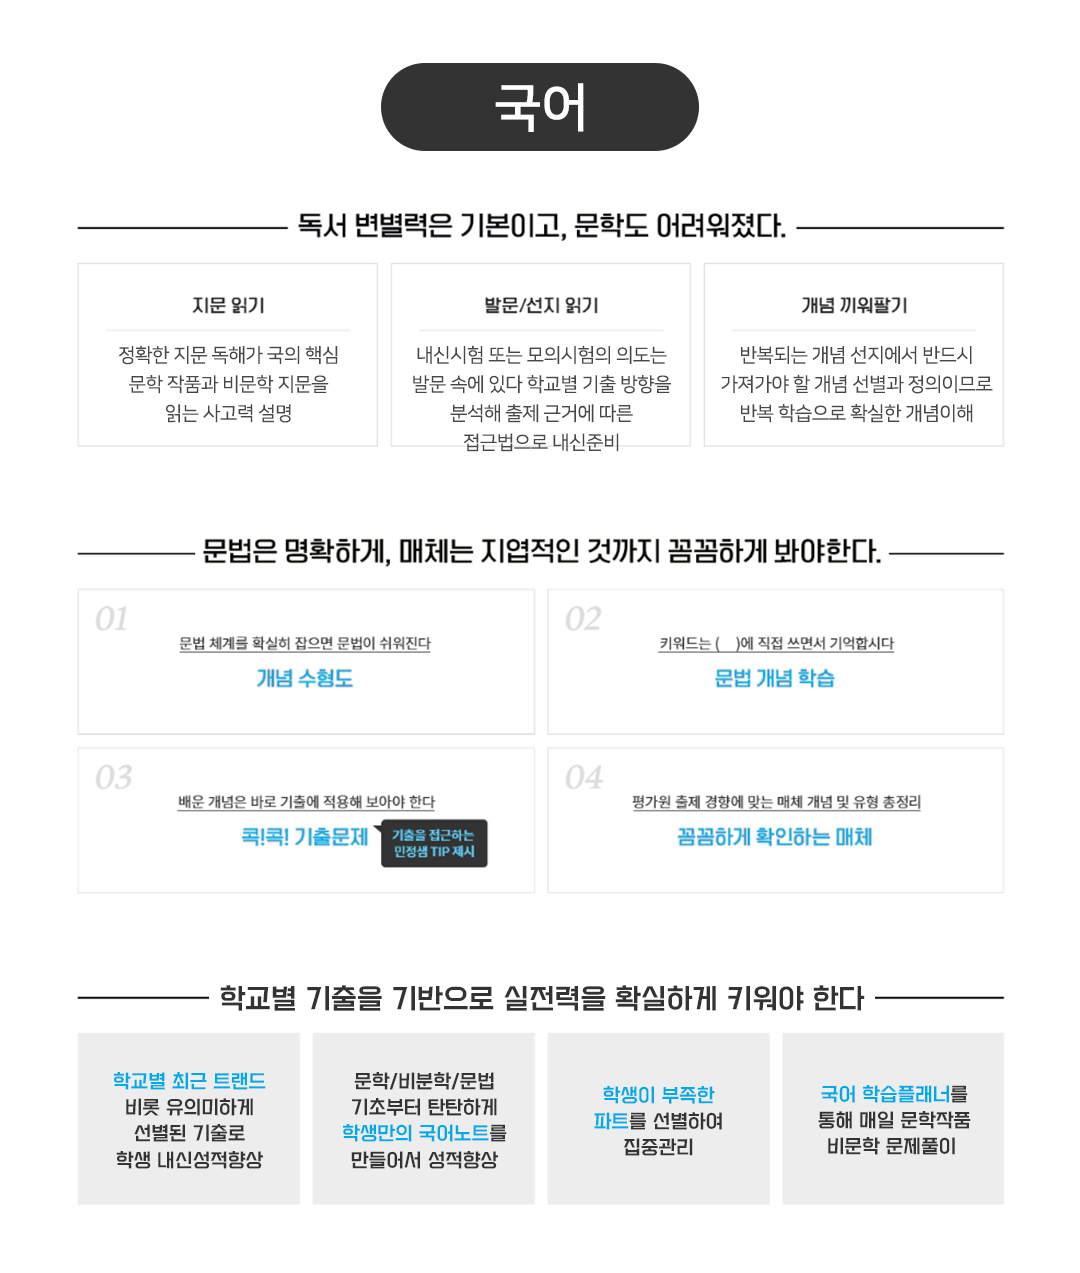 국어
독서 변별력은 기본이고, 문학도 어려워졌다.
지문 읽기
정확한 지문 독해가 국의 핵심
문학 작품과 비문학 지문을
읽는 사고력 설명
발문/선지 읽기
내신시험 또는 모의시험의 의도는
발문 속에 있다 학교별 기출 방향을
분석해 출제 근거에 따른
접근법으로 내신준비
개념 끼워팔기
반복되는 개념 선지에서 반드시
가져가야 할 개념 선별과 정의이므로
반복 학습으로 확실한 개념이해
문법은 명확하게, 매체는 지엽적인 것까지 꼼꼼하게 봐야한다.
01
문법 체계를 확실히 잡으면 문법이 쉬워진다
개념 수형도
02
키워드는 (    )에 직접 쓰면서 기억합시다
문법 개념 학습
03
배운 개념은 바로 기출에 적용해 보아야 한다
콕!콕! 기출문제
기출을 접근하는
민정샘 TIP 제시
04
평가원 출제 경향에 맞는 매체 개념 및 유형 총정리
꼼꼼하게 확인하는 매체
학교별 기출을 기반으로 실전력을 확실하게 키워야 한다
학교별 최근 트랜드
비롯 유의미하게
선별된 기출로
학생 내신성적향상
문학/비분학/문법
기초부터 탄탄하게
학생만의 국어노트를
만들어서 성적향상
학생이 부족한
파트를 선별하여
집중관리
국어 학습플래너를
통해 매일 문학작품
비문학 문제풀이